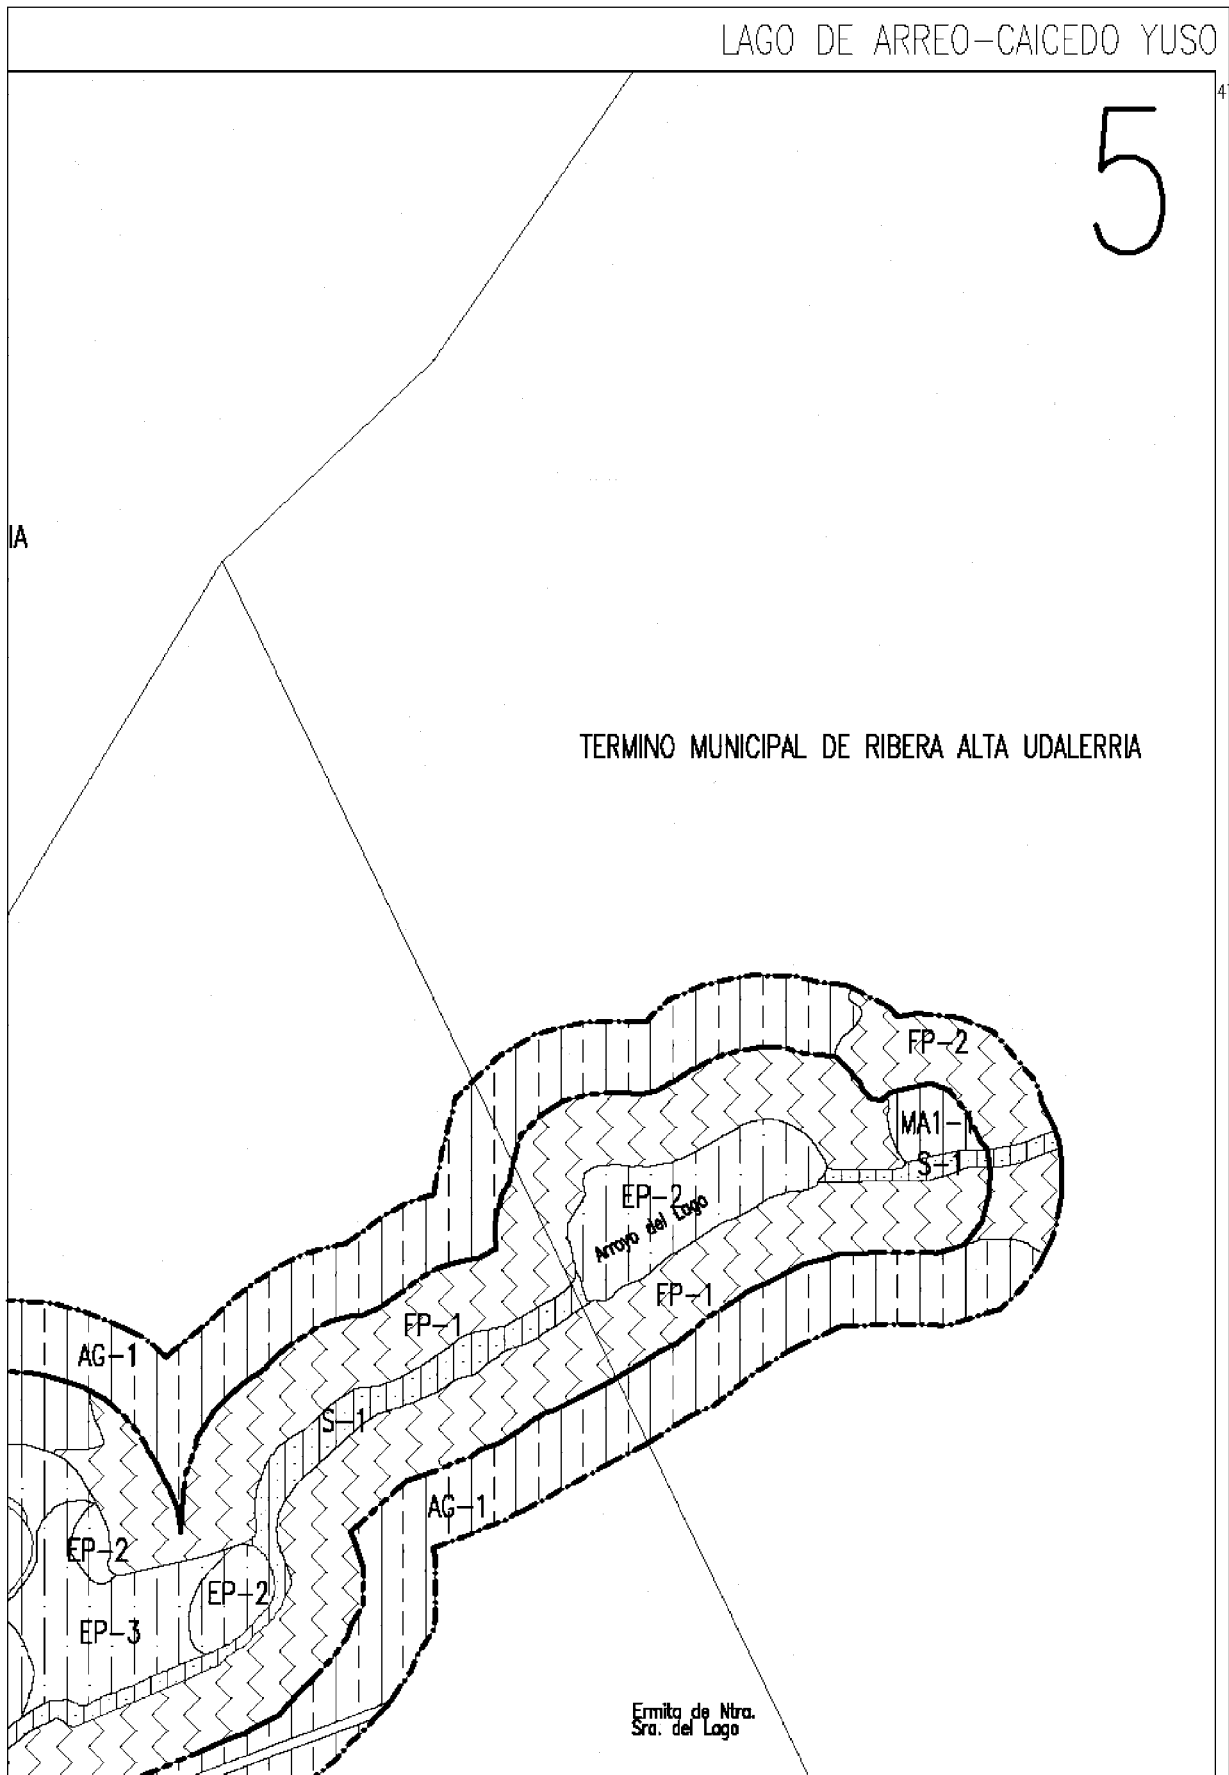 LAGO DE ARREO-CAICEDO YUSO
5
IA
TERMINO MUNICIPAL DE RIBERA ALTA UDALERRIA
FP-2
MA1-1
S-1
EP-2
Arroyo del Lago
FP-1
FP-1
AG-1
S-1
AG-1
EP-2
EP-2
EP-3
Ermita de Ntra.
Sra. del Lago